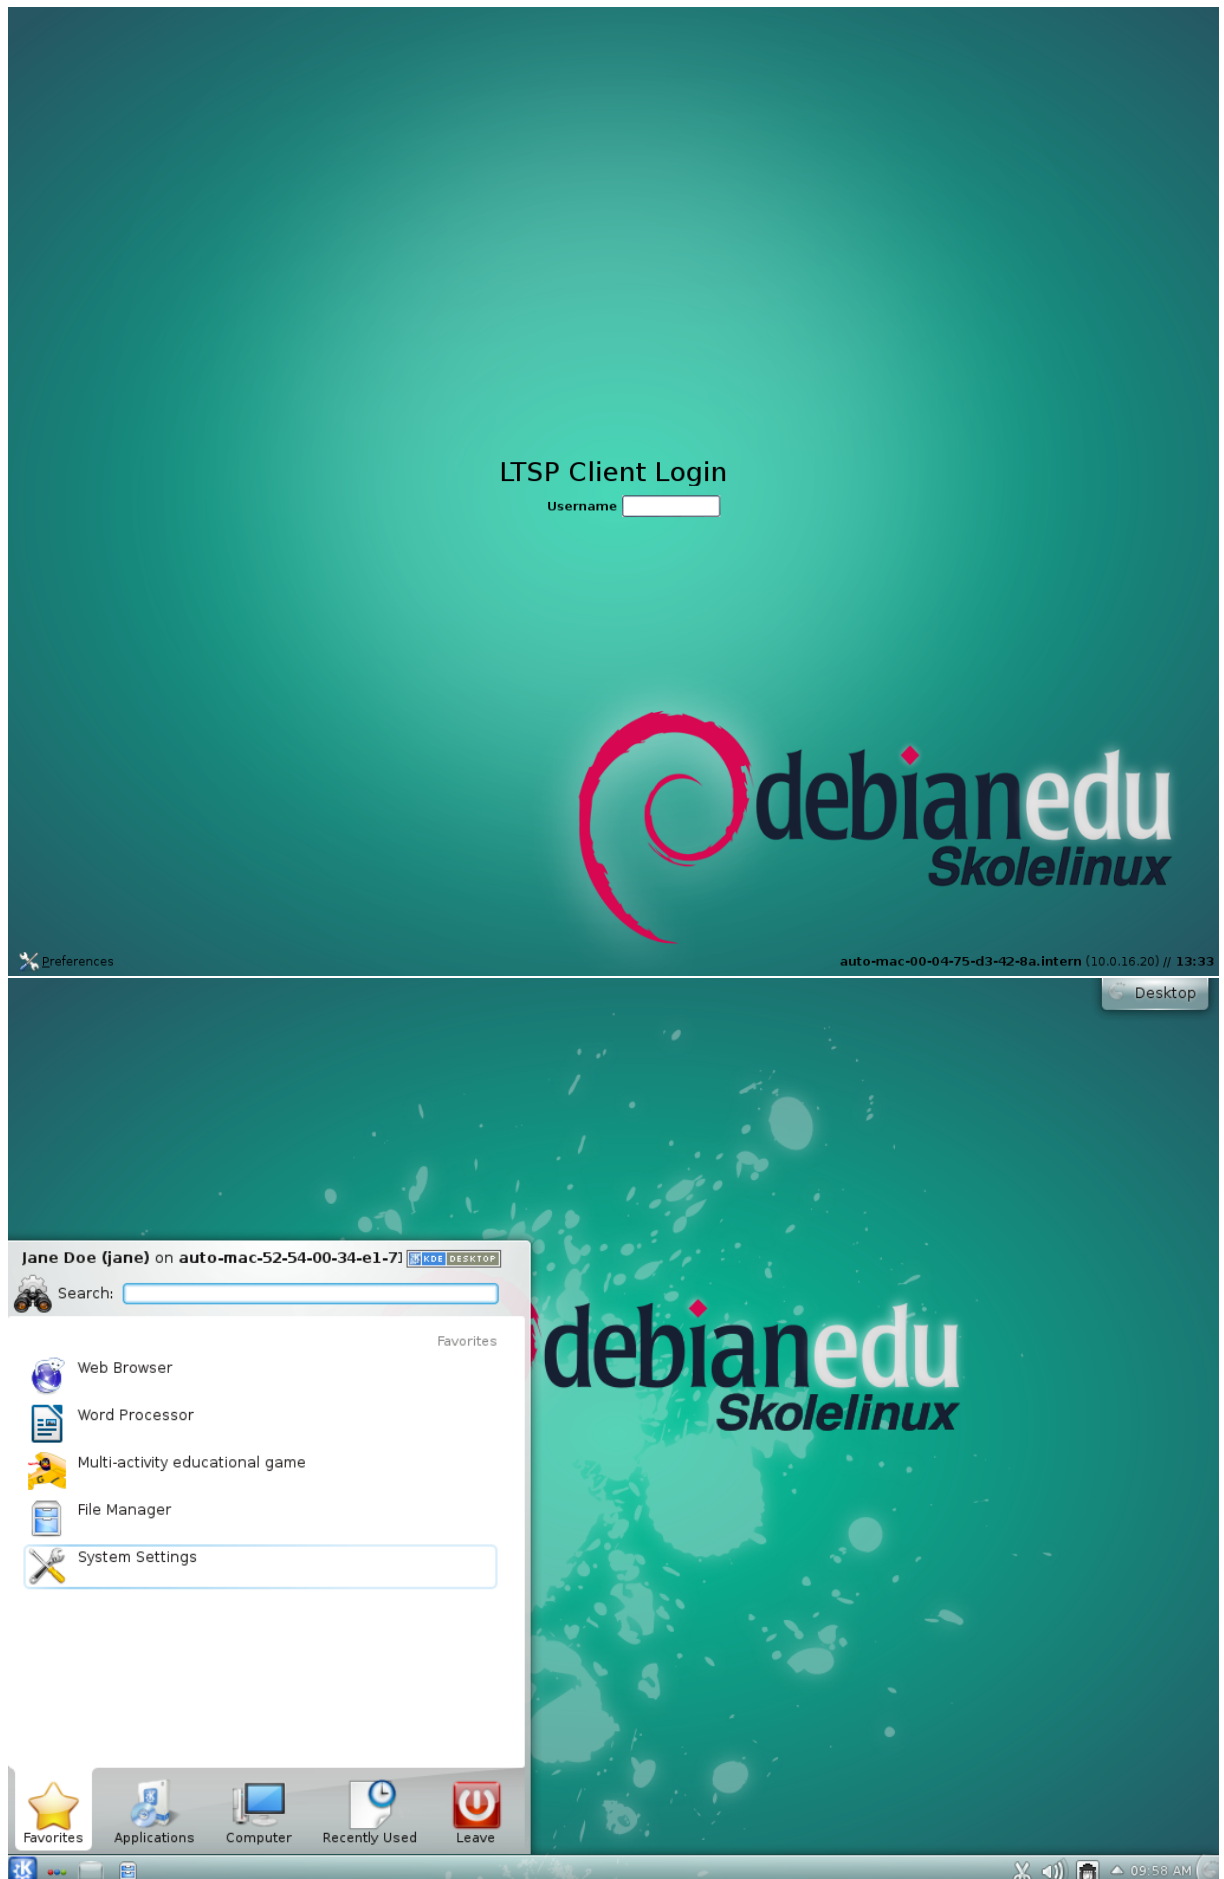 LTSP Client Login
Username
debianedu
Skolelinux
Preferences
auto-mac-00-04-75-d3-42-8a.intern (10.0.16.20) // 13:33
Desktop
Jane Doe (jane) on auto-mac-52-54-00-34-e1-71 KDE DESKTOP
Search:
debianedu
Skolelinux
Favorites
Web Browser
Word Processor
Multi-activity educational game
File Manager
System Settings
Favorites Applications Computer Recently Used Leave
09:58 AM